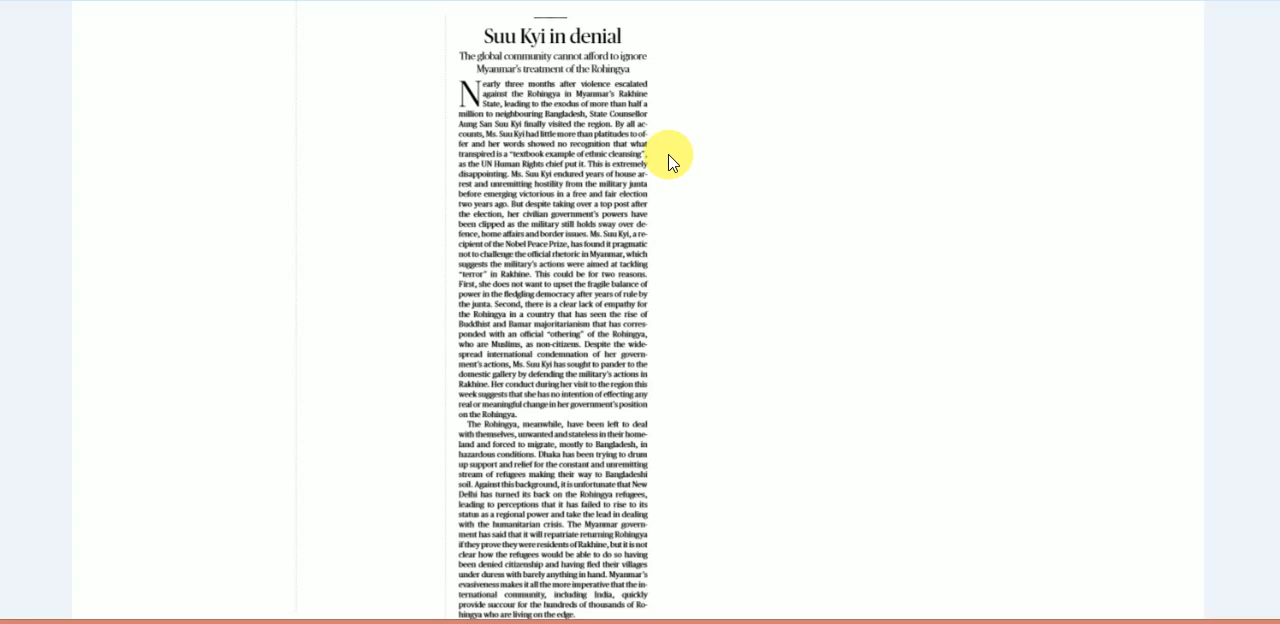 Suu Kyi in denial
The global community cannot afford to ignore
Myanmar's treatment of the Rohingya
Nearly three months after violence escalated
against the Rohingya in Myanmar's Rakhine
State, leading to the exodus of more than half a
million to neighbouring Bangladesh, State Counsellor
Aung San Suu Kyi finally visited the region. By all ac-
counts, Ms. Suu Kyi had little more than platitudes to of-
fer and her words showed no recognition that what
transpired is a "textbook example of ethnic cleansing",
as the UN Human Rights chief put it. This is extremely
disappointing. Ms. Suu Kyi endured years of house ar-
rest and unremitting hostility from the military junta
before emerging victorious in a free and fair election
two years ago. But despite taking over a top post after
the election, her civilian government's powers have
been clipped as the military still holds sway over de-
fence, home affairs and border issues. Ms. Suu Kyi, a re-
cipient of the Nobel Peace Prize, has found it pragmatic
not to challenge the official rhetoric in Myanmar, which
suggests the military's actions were aimed at tackling
"terror" in Rakhine. This could be for two reasons.
First, she does not want to upset the fragile balance of
power in the fledgling democracy after years of rule by
the junta. Second, there is a clear lack of empathy for
the Rohingya in a country that has seen the rise of
Buddhist and Bamar majoritarianism that has corres-
ponded with an official "othering" of the Rohingya,
who are Muslims, as non-citizens. Despite the wide-
spread international condemnation of her govern-
ment's actions, Ms. Suu Kyi has sought to pander to the
domestic gallery by defending the military's actions in
Rakhine. Her conduct during her visit to the region this
week suggests that she has no intention of effecting any
real or meaningful change in her government's position
on the Rohingya.
The Rohingya, meanwhile, have been left to deal
with themselves, unwanted and stateless in their home-
land and forced to migrate, mostly to Bangladesh, in
hazardous conditions. Dhaka has been trying to drum
up support and relief for the constant and unremitting
stream of refugees making their way to Bangladeshi
soil. Against this background, it is unfortunate that New
Delhi has turned its back on the Rohingya refugees,
leading to perceptions that it has failed to rise to its
status as a regional power and take the lead in dealing
with the humanitarian crisis. The Myanmar govern-
ment has said that it will repatriate returning Rohingya
if they prove they were residents of Rakhine, but it is not
clear how the refugees would be able to do so having
been denied citizenship and having fled their villages
under duress with barely anything in hand. Myanmar's
evasiveness makes it all the more imperative that the in-
ternational community, including India, quickly
provide succour for the hundreds of thousands of Ro-
hingya who are living on the edge.